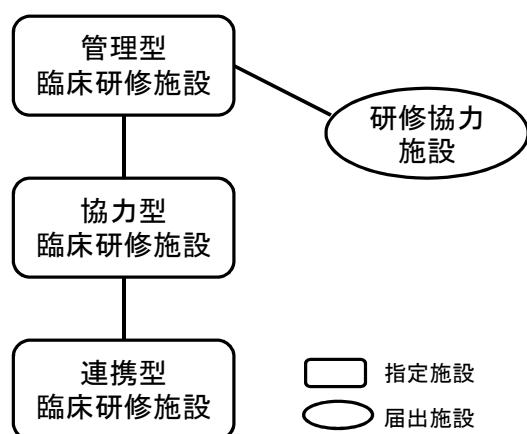 管理型
臨床研修施設
研修協力
施設
協力型
臨床研修施設
連携型
臨床研修施設
指定施設
届出施設